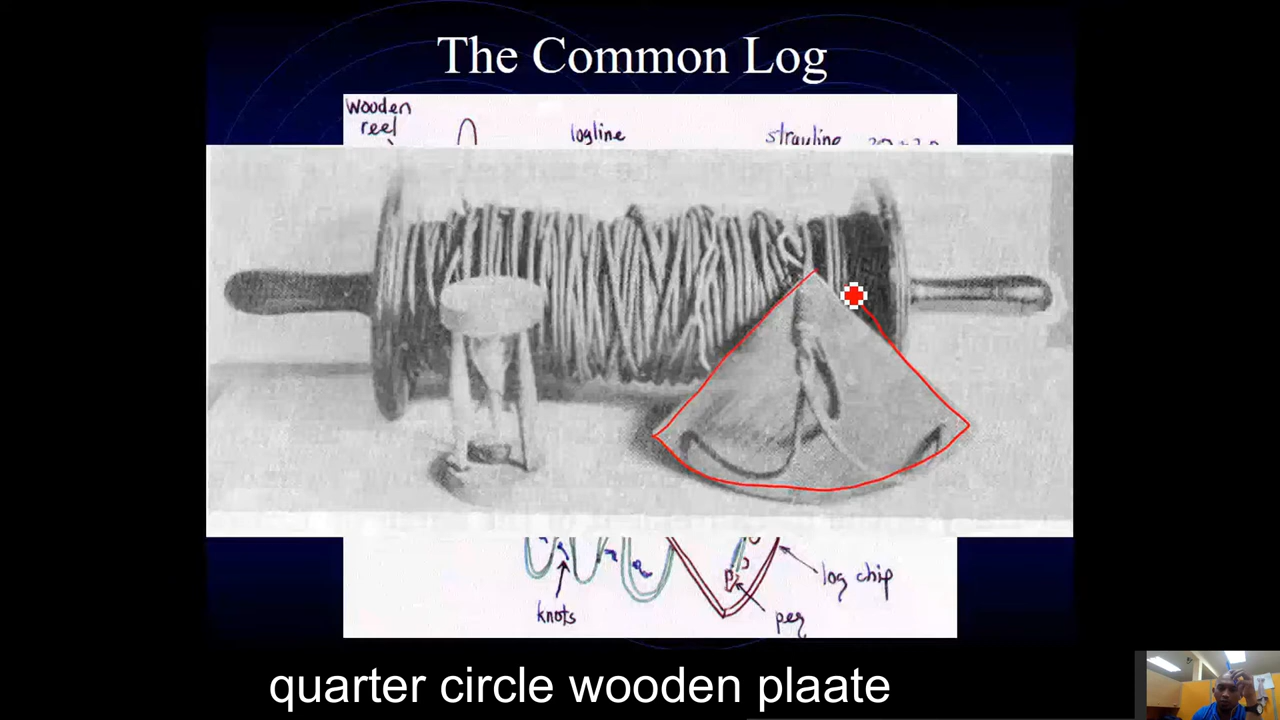 The Common Log
wooden
reel
logline
strayline
knots
log chip
peg
quarter circle wooden plaate